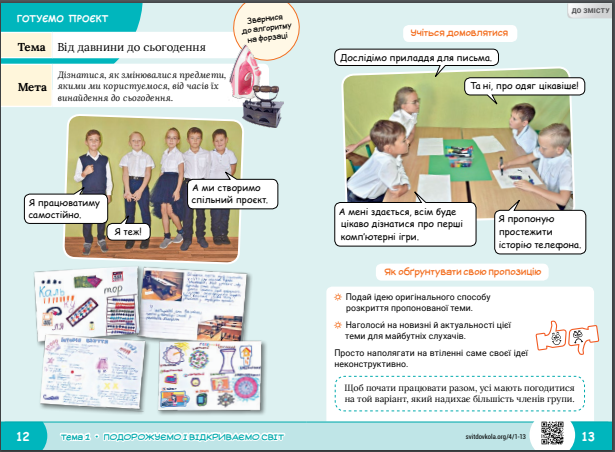 ДО ЗМІСТУ
ГОТУЄМО ПРОЄКТ
Звернися
до алгоритму
на форзаці
Тема Від давнини до сьогодення
Мета
Дізнатися, як змінювалися предмети,
якими ми користуємося, від часів їх
винайдення до сьогодення.
Я працюватиму
самостійно.
Я теж!
А ми створимо
спільний проєкт.
Каль
тор
ку
ля
12
Тема 1 • ПОДОРОЖУЄМО І ВІДКРИВАЄМО СВІТ
Учіться домовлятися
Дослідімо приладдя для письма.
Та ні, про одяг цікавіше!
А мені здається, всім буде
цікаво дізнатися про перші
комп'ютерні ігри.
Я пропоную
простежити
історію телефона.
Як обґрунтувати свою пропозицію
Подай ідею оригінального способу
розкриття пропонованої теми.
Наголоси на новизні й актуальності цієї
теми для майбутніх слухачів.
Просто наполягати на втіленні саме своєї ідеї
неконструктивно.
Щоб почати працювати разом, усі мають погодитися
на той варіант, який надихає більшість членів групи.
svitdovkola.org/4/1-13
13